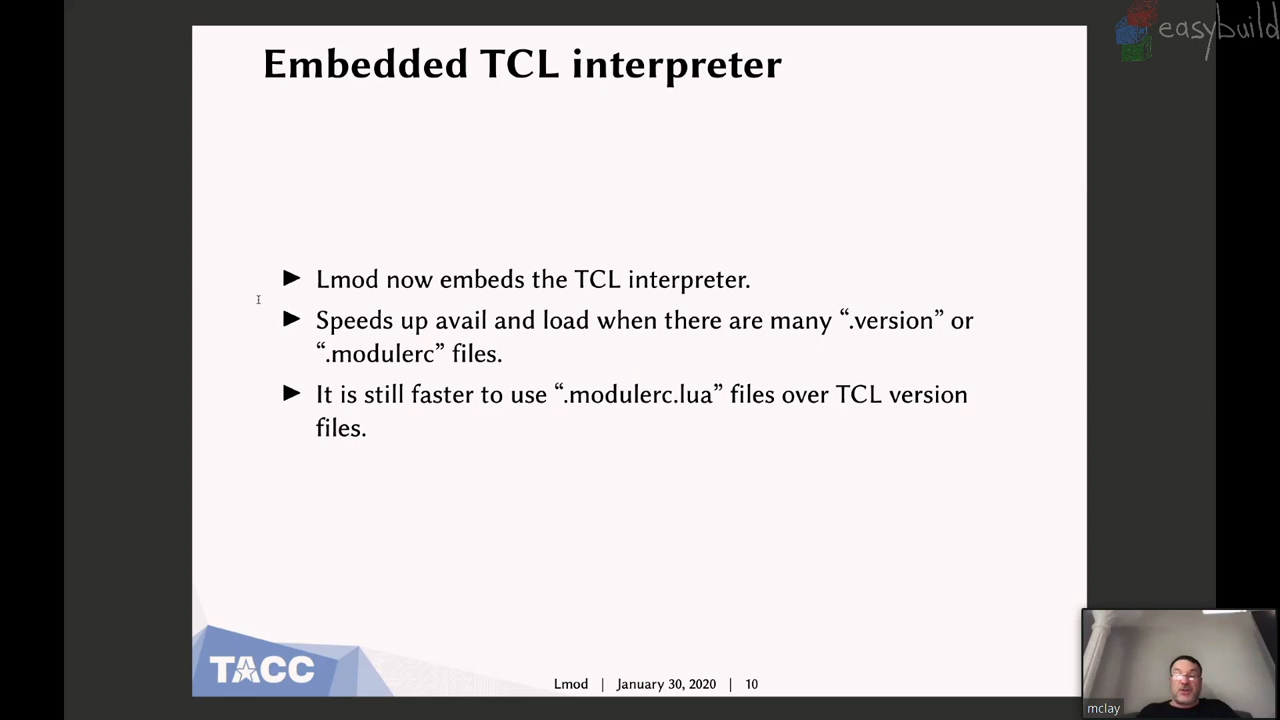 easybuild
Embedded TCL interpreter
▶ Lmod now embeds the TCL interpreter.
▶ Speeds up avail and load when there are many “.version” or
“.modulerc” files.
▶ It is still faster to use “.modulerc.lua” files over TCL version
files.
TACC
Lmod | January 30, 2020 | 10
mclay